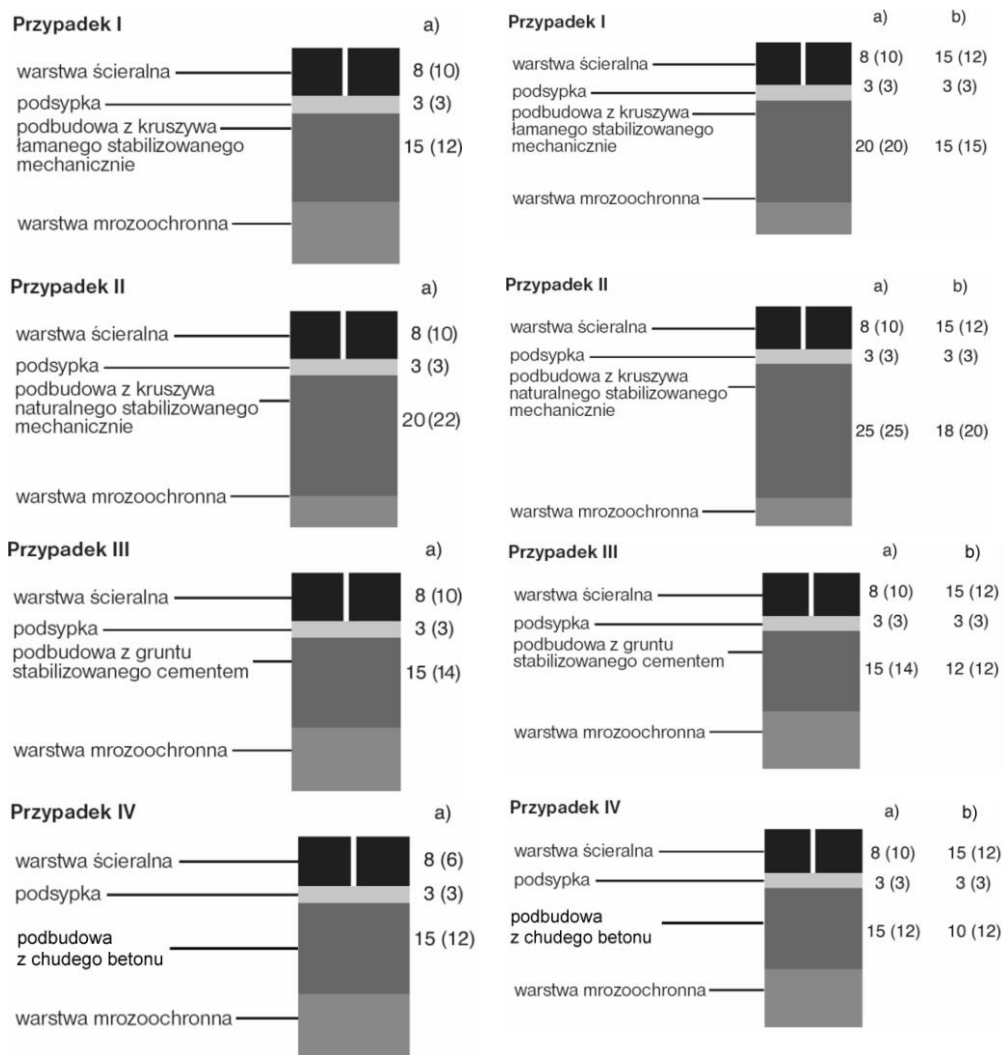 Przypadek I
a)
warstwa ścieralna 8 (10)
podsypka 3 (3)
podbudowa z kruszywa
łamanego stabilizowanego
mechanicznie
15 (12)
warstwa mrozoochronna
Przypadek II
a)
warstwa ścieralna 8 (10)
podsypka 3 (3)
podbudowa z kruszywa
naturalnego stabilizowanego
mechanicznie
20 (22)
warstwa mrozoochronna
Przypadek III
a)
warstwa ścieralna 8 (10)
podsypka 3 (3)
podbudowa z gruntu
stabilizowanego cementem
15 (14)
warstwa mrozoochronna
Przypadek IV
a)
warstwa ścieralna 8 (6)
podsypka 3 (3)
podbudowa
z chudego betonu
15 (12)
warstwa mrozoochronna
Przypadek I
a) b)
warstwa ścieralna 8 (10) 15 (12)
podsypka 3 (3) 3 (3)
podbudowa z kruszywa
łamanego stabilizowanego
mechanicznie
20 (20) 15 (15)
warstwa mrozoochronna
Przypadek II
a) b)
warstwa ścieralna 8 (10) 15 (12)
podsypka 3 (3) 3 (3)
podbudowa z kruszywa
naturalnego stabilizowanego
mechanicznie
25 (25) 18 (20)
warstwa mrozoochronna
Przypadek III
a) b)
warstwa ścieralna 8 (10) 15 (12)
podsypka 3 (3) 3 (3)
podbudowa z gruntu
stabilizowanego cementem
15 (14) 12 (12)
warstwa mrozoochronna
Przypadek IV
a) b)
warstwa ścieralna 8 (10) 15 (12)
podsypka 3 (3) 3 (3)
podbudowa
z chudego betonu
15 (12) 10 (12)
warstwa mrozoochronna